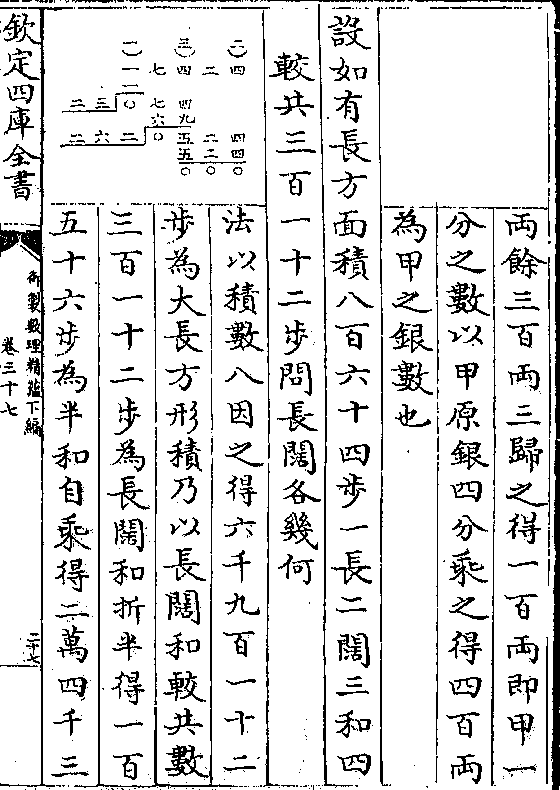 両餘三百両三歸之得一百両即甲一
分之數以甲原銀四分乗之得四百両
為甲之銀數也
設如有長方面積八百六十四步一長二闊三和四
較共三百一十二步問長闊各幾何
法以積數八因之得六千九百一十二
步為大長方形積乃以長闊和較共數
三百一十二步為長闊和折半得一百
五十六步為半和自乘得二萬四千三
欽定四庫全書
御製數理精蘊下編
卷三十七
二十七